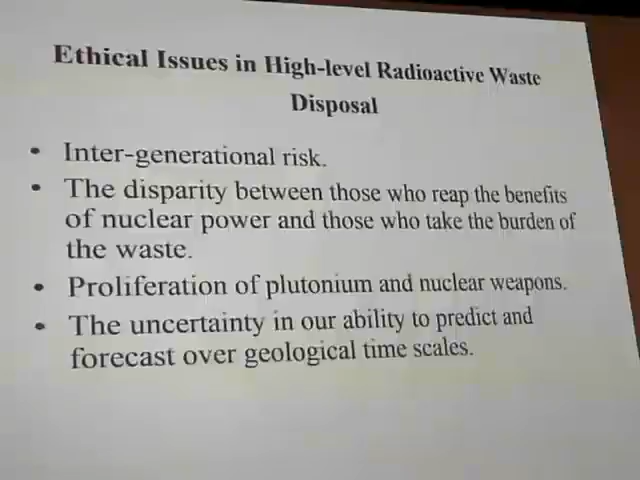 Ethical Issues in High-level Radioactive Waste
Disposal
• Inter-generational risk.
• The disparity between those who reap the benefits
of nuclear power and those who take the burden of
the waste.
• Proliferation of plutonium and nuclear weapons.
• The uncertainty in our ability to predict and
forecast over geological time scales.